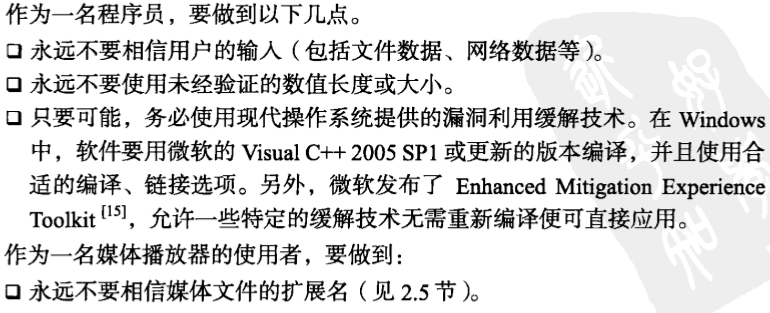 作为一名程序员，要做到以下几点。
❑ 永远不要相信用户的输入（包括文件数据、网络数据等）。
❑ 永远不要使用未经验证的数值长度或大小。
❑ 只要可能，务必使用现代操作系统提供的漏洞利用缓解技术。在 Windows
中，软件要用微软的 Visual C++ 2005 SP1 或更新的版本编译，并且使用合
适的编译、链接选项。另外，微软发布了 Enhanced Mitigation Experience
Toolkit [15]，允许一些特定的缓解技术无需重新编译便可直接应用。
作为一名媒体播放器的使用者，要做到：
❑ 永远不要相信媒体文件的扩展名（见 2.5 节）。